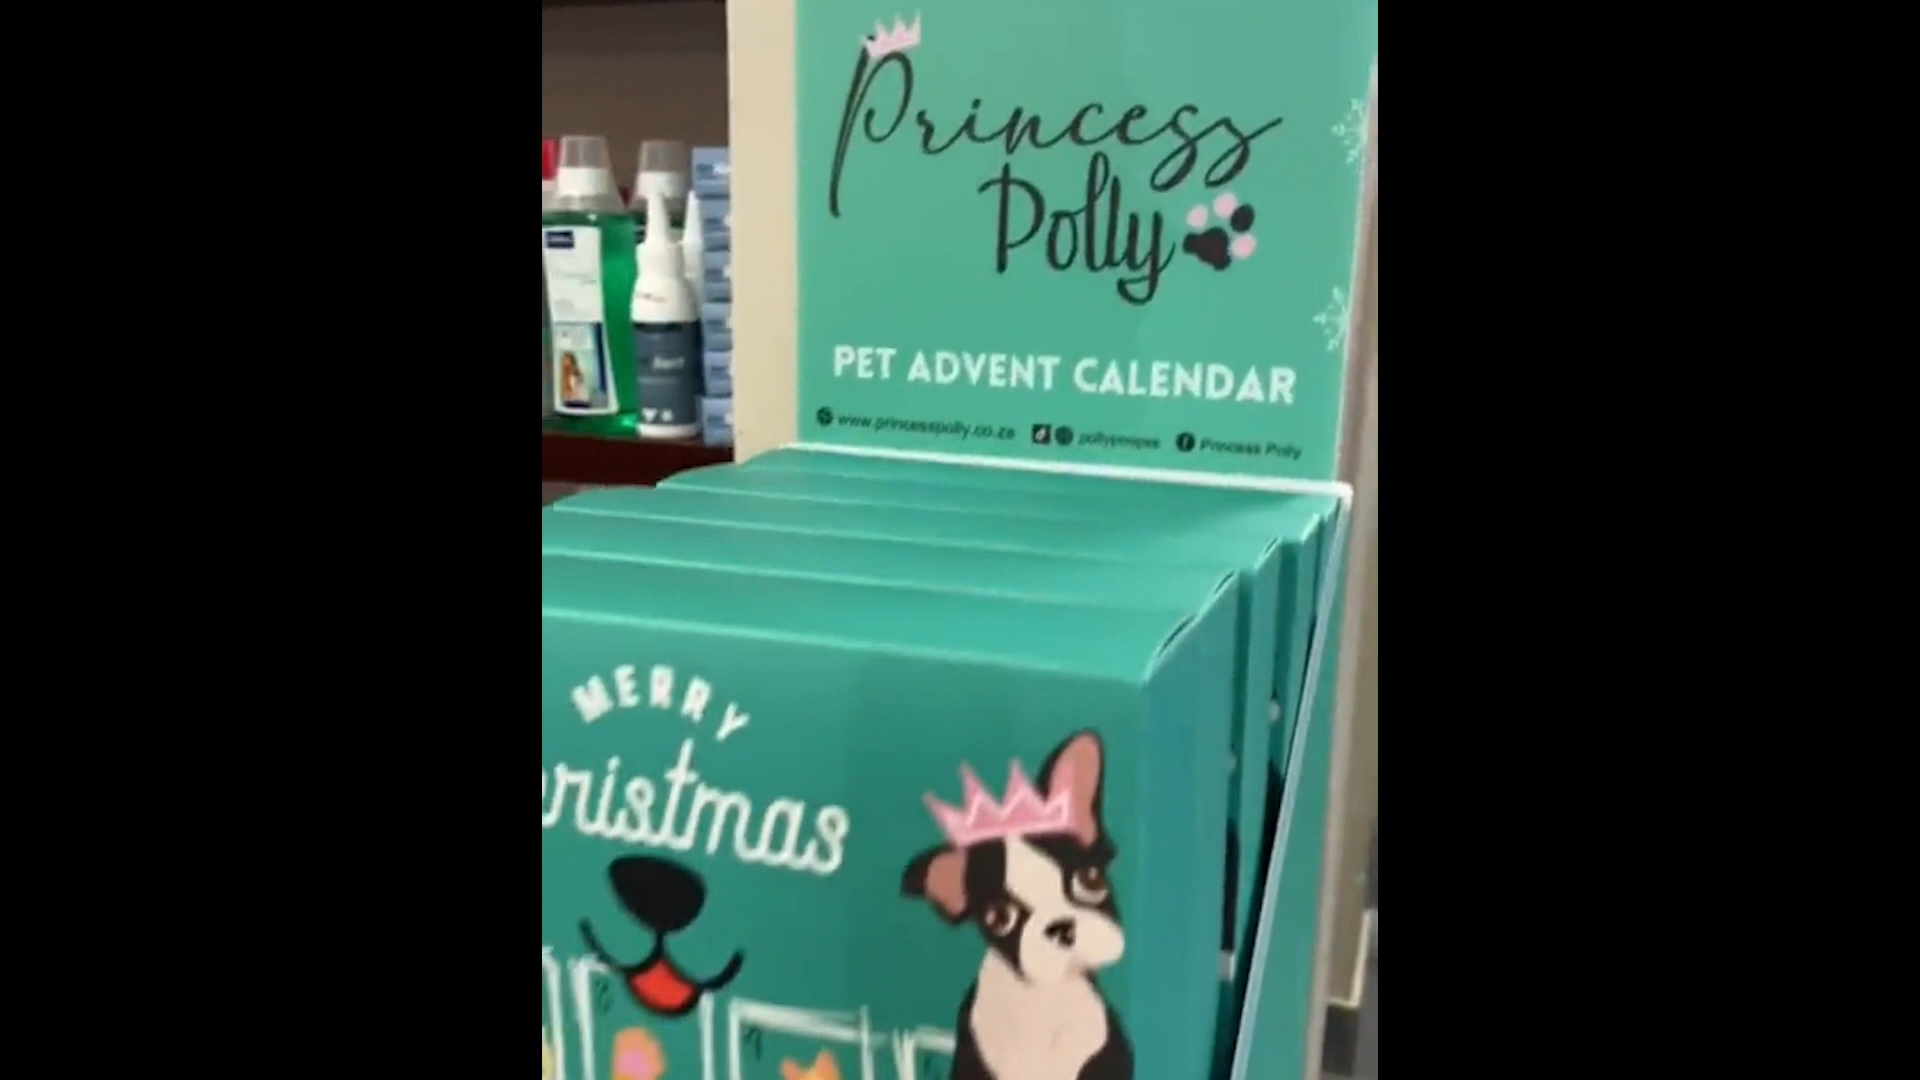 Princess
Polly
PET ADVENT CALENDAR
www.princesspolly.co.za Princess Polly
MERRY
ristmas